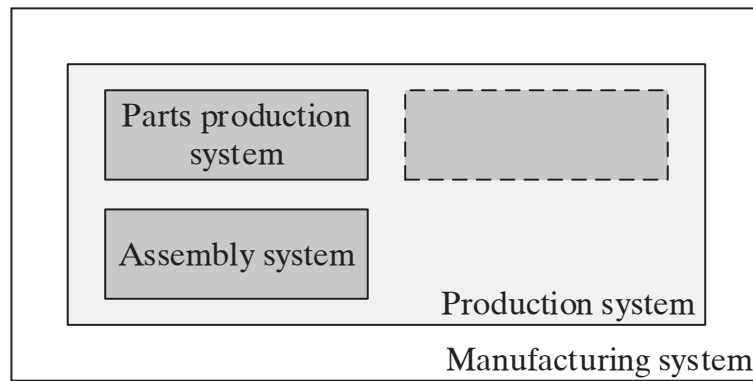 Parts production
system
Assembly system
Production system
Manufacturing system